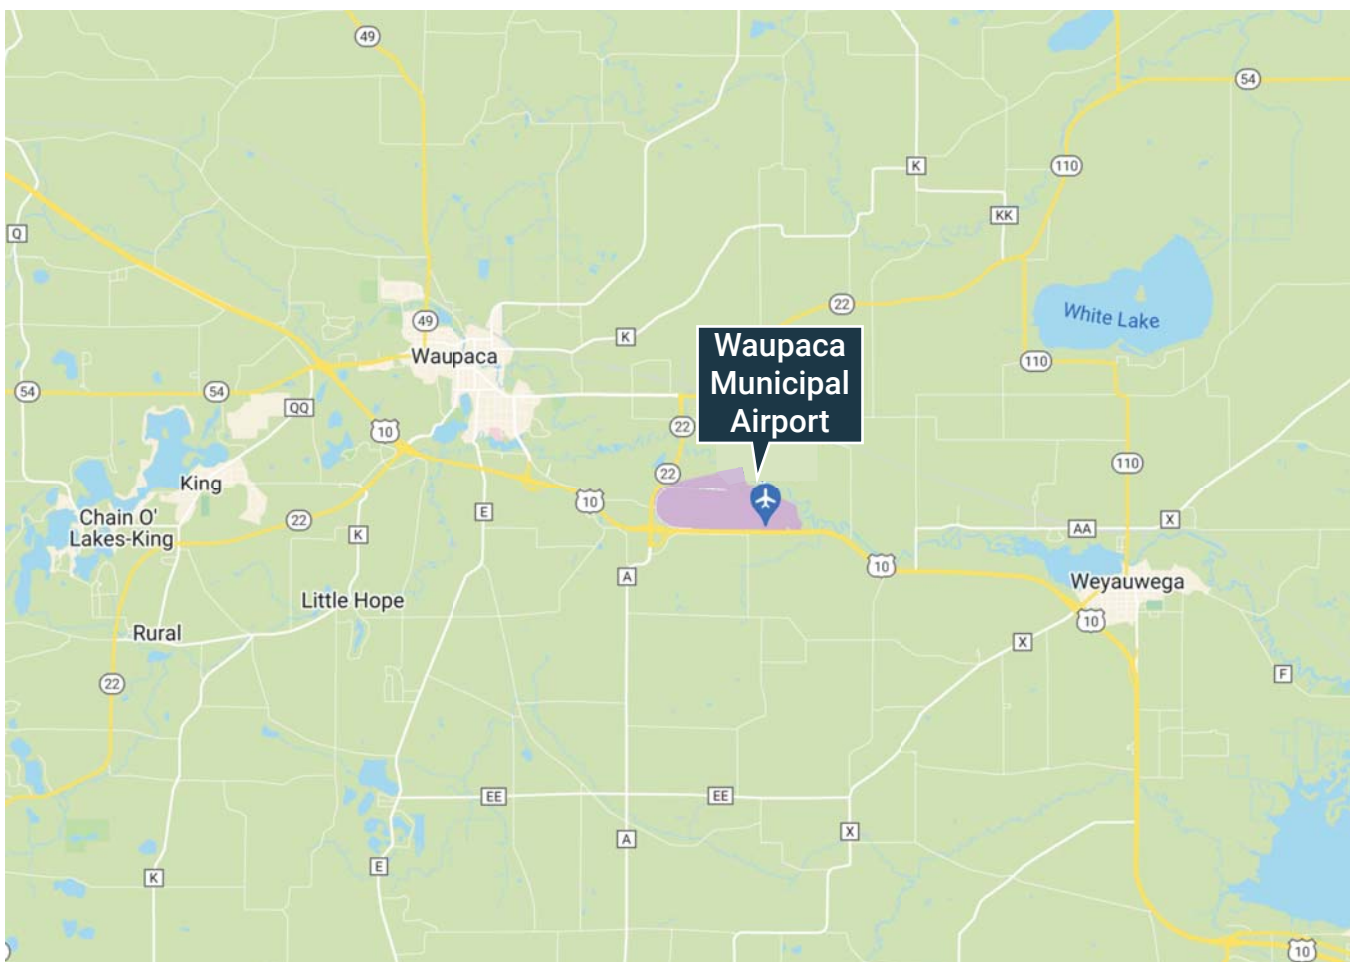 49
54
K
110
KK
Q
22
White Lake
49
K
Waupaca
Waupaca
Municipal
Airport
110
54
54
QQ
22
10
110
22
King
10
E
X
Chain O'
Lakes-King
22
K
AA
10
A
Weyauwega
Little Hope
10
Rural
X
22
F
EE
EE
A
X
E
K
10